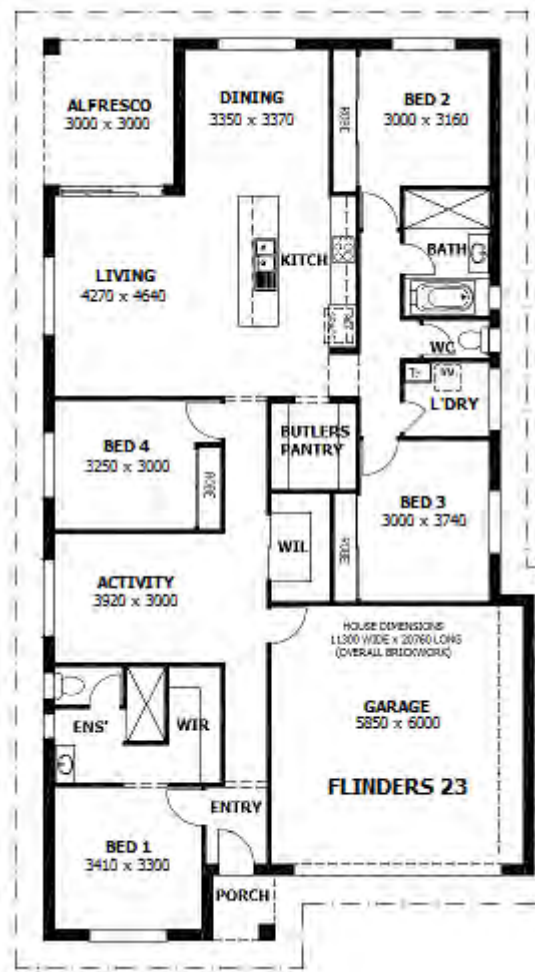 ALFRESCO
3000 x 3000
DINING
3350 x 3370
ROBE
BED 2
3000 x 3160
KITCH
BATH
LIVING
4270 x 4640
WC
L'DRY
BED 4
3250 x 3000
ROBE
BUTLERS
PANTRY
BED 3
3000 x 3740
WIL
ROBE
ACTIVITY
3920 x 3000
HOUSE DIMENSIONS
11300 WIDE x 20760 LONG
(OVERALL BRICKWORK)
GARAGE
5850 x 6000
ENS'
WIR
FLINDERS 23
ENTRY
BED 1
3410 x 3300
PORCH